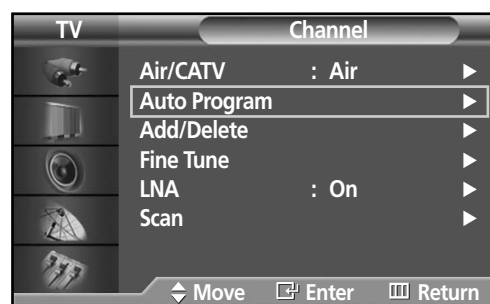 TV Channel
Air/CATV : Air
Auto Program
Add/Delete
Fine Tune
LNA : On
Scan
Move Enter Return